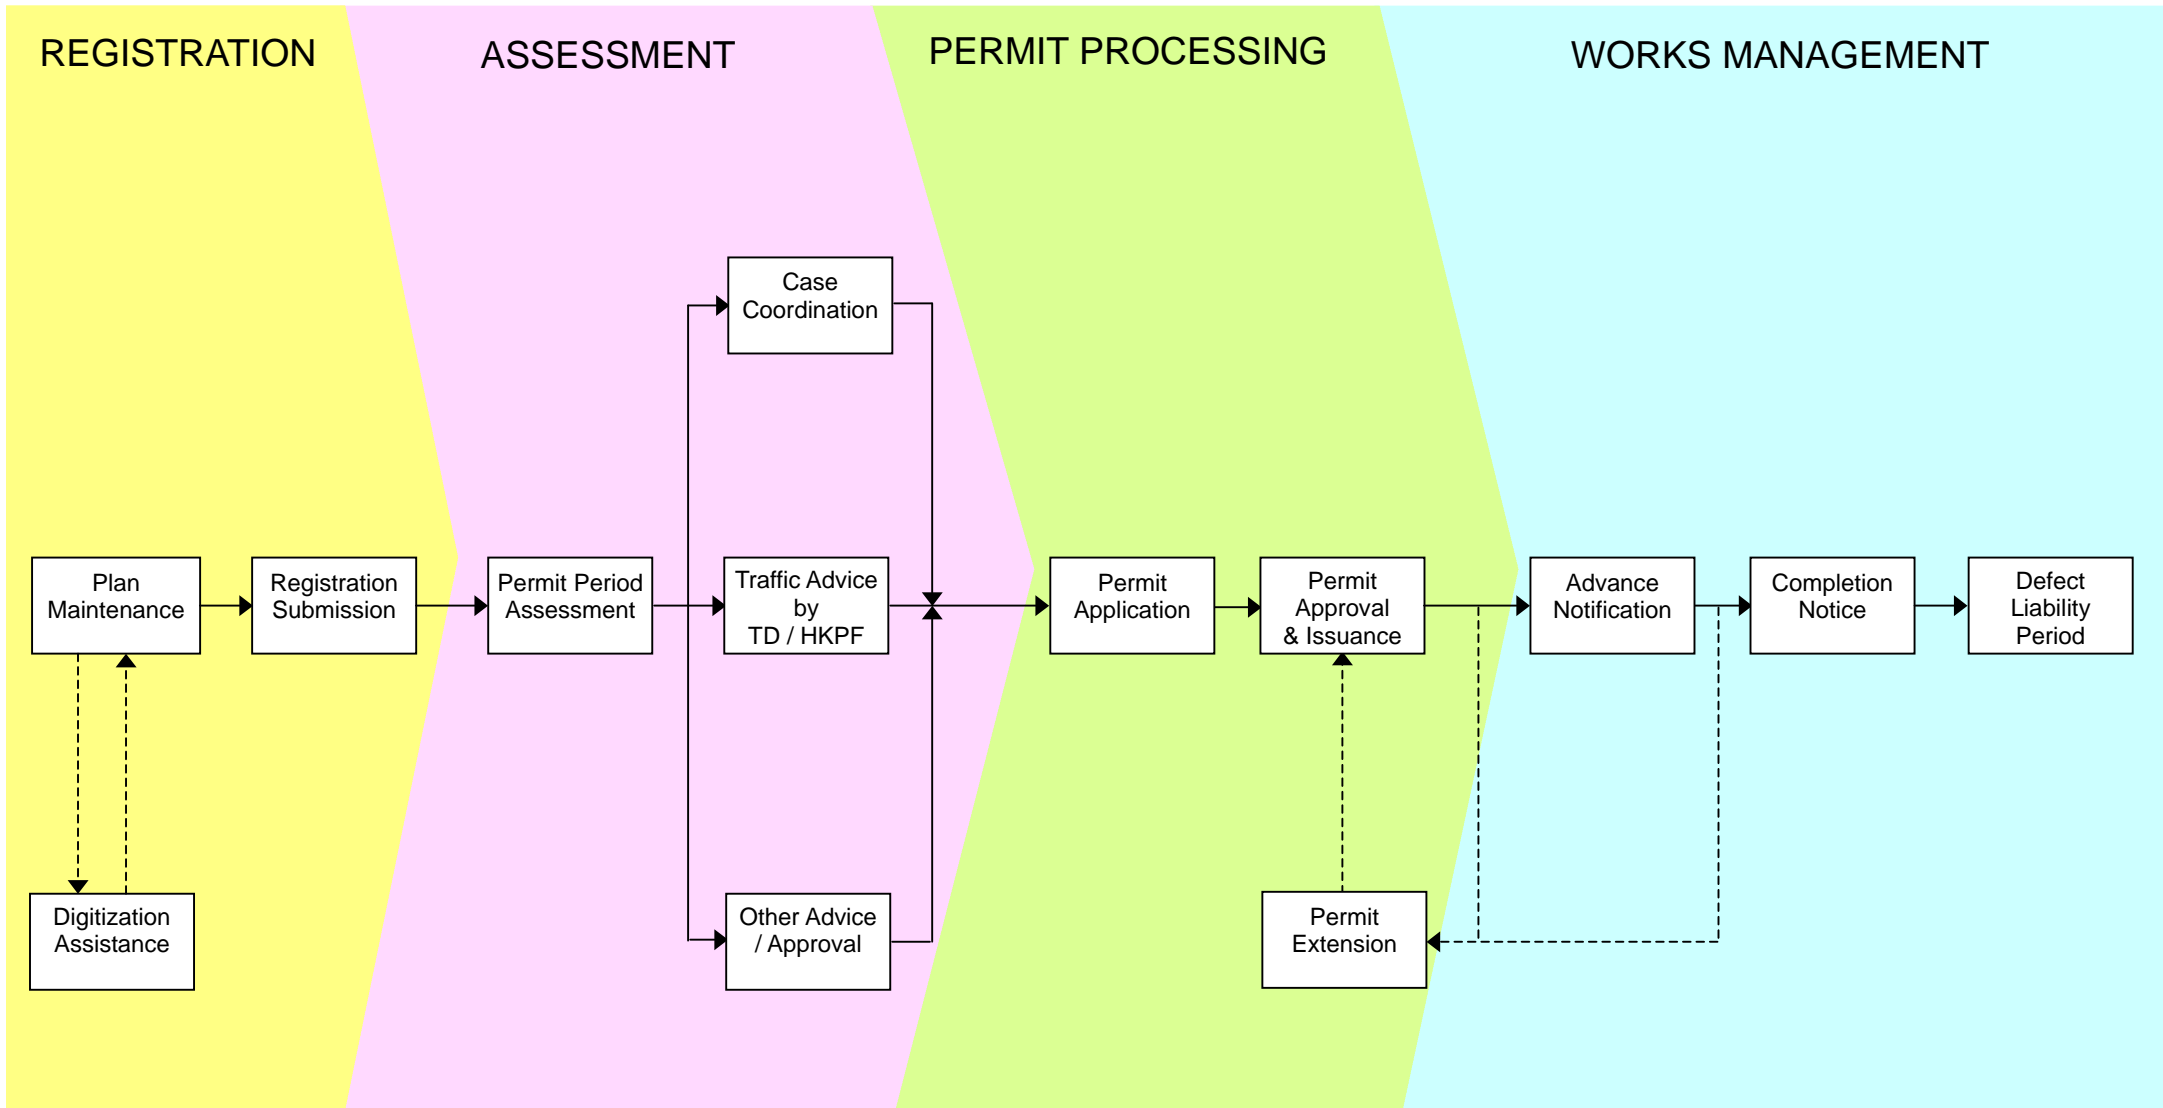 REGISTRATION
ASSESSMENT
PERMIT PROCESSING
WORKS MANAGEMENT
Case
Coordination
Plan
Maintenance
Registration
Submission
Permit Period
Assessment
Traffic Advice
by
TD / HKPF
Permit
Application
Permit
Approval
& Issuance
Advance
Notification
Completion
Notice
Defect
Liability
Period
Digitization
Assistance
Other Advice
/ Approval
Permit
Extension